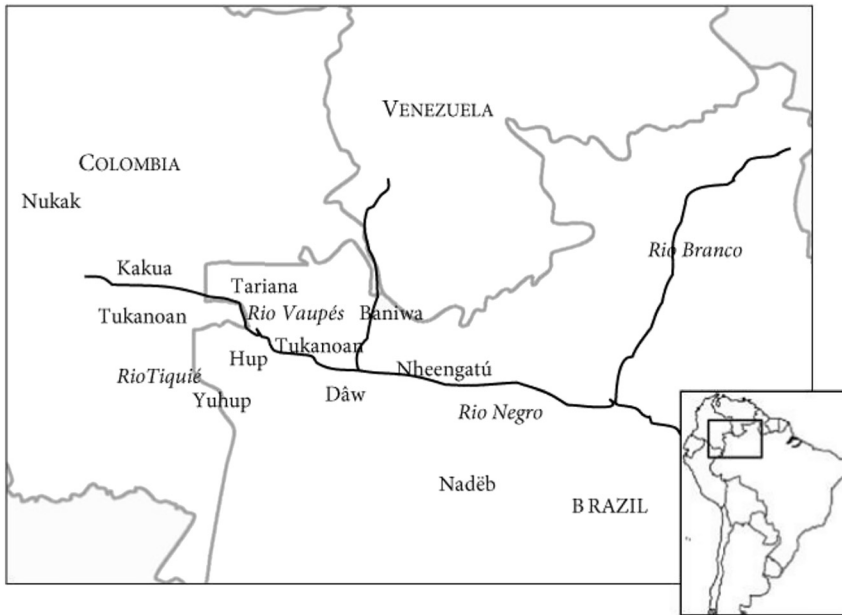 VENEZUELA
COLOMBIA
Nukak
Rio Branco
Kakua
Tariana
Tukanoan
Rio Vaupés
Baniwa
Tukanoan
Hup
Nheengatú
RioTiquié
Dâw
Yuhup
Rio Negro
Nadëb
BRAZIL